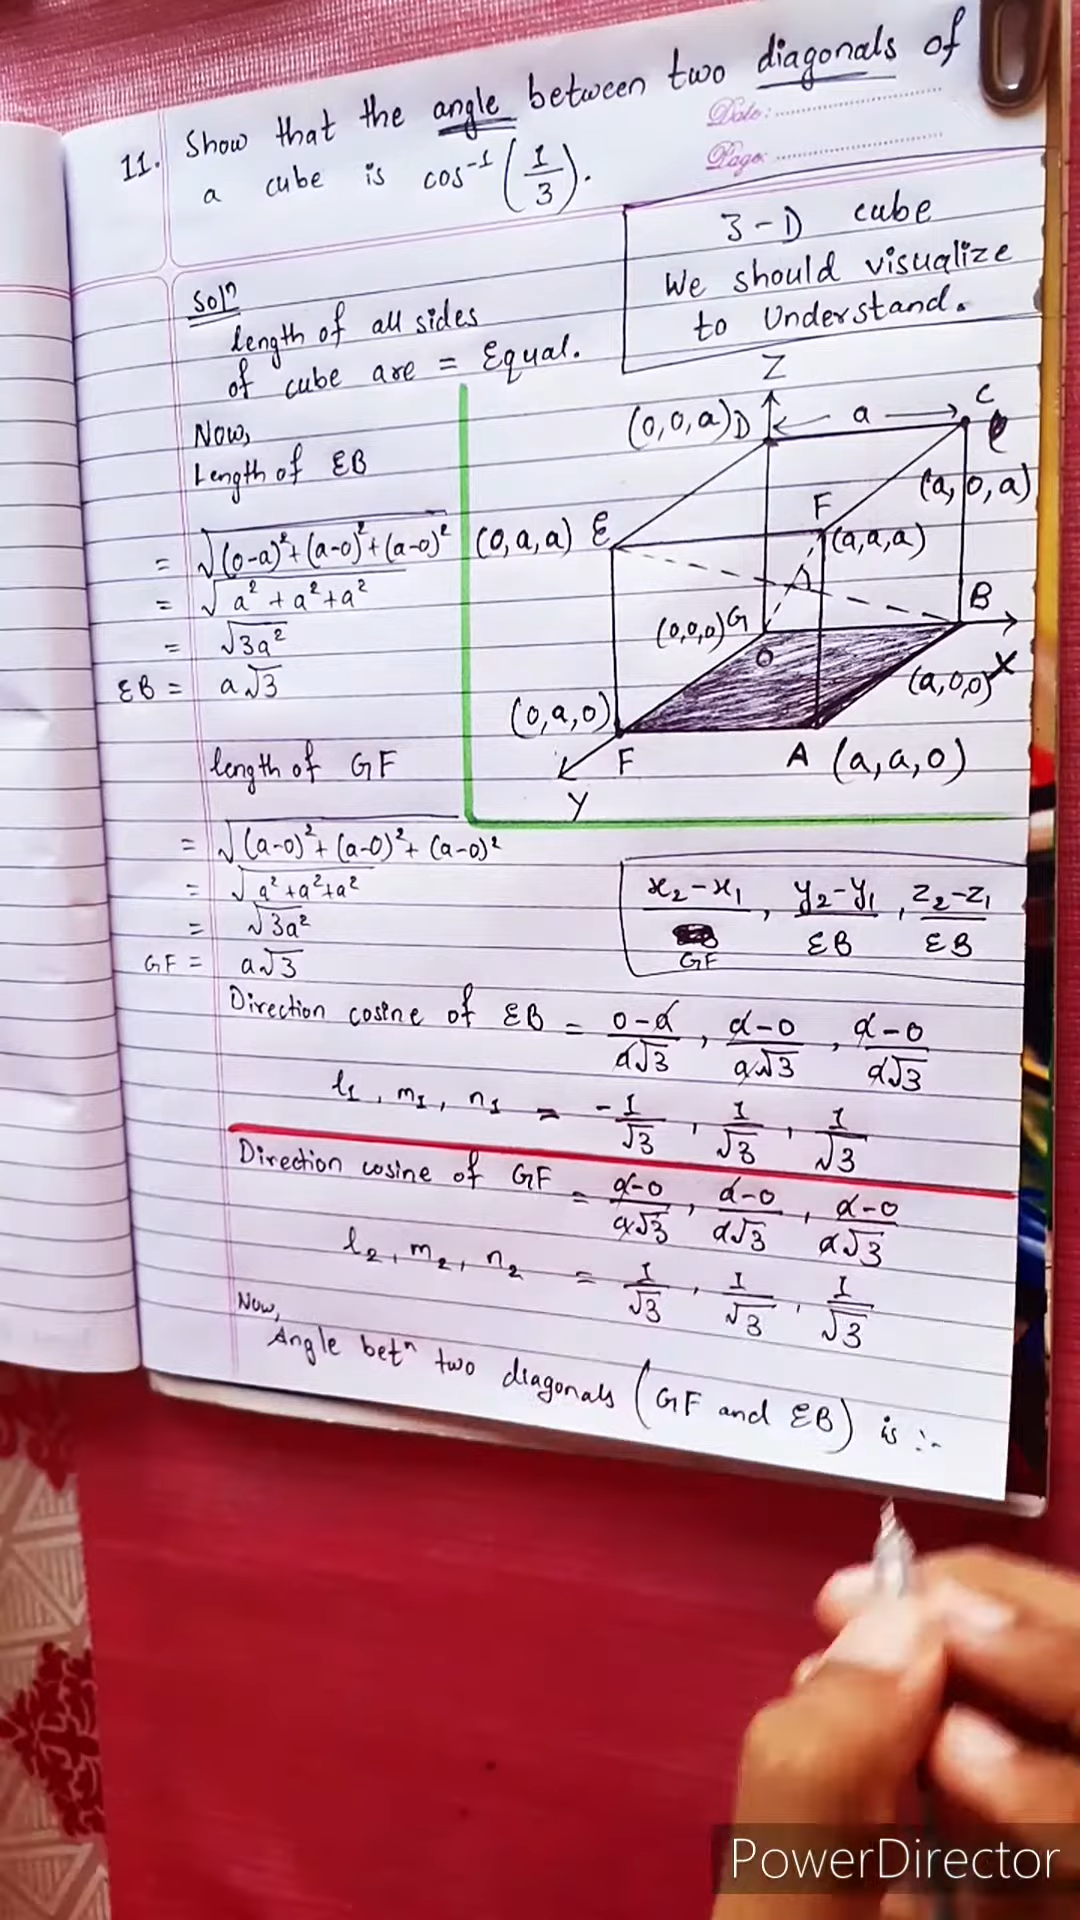 11. Show that the angle between two diagonals of
a cube is cos⁻¹(1/3).
Date:
Page:
3-D cube
We should visualize
to Understand.
Solⁿ
length of all sides
of cube are = Equal.
Now,
Length of EB
= √(0-a)²+(a-0)²+(a-0)²
= √a²+a²+a²
= √3a²
EB = a√3
Z
(0,0,a) D
a
C
(a,0,a)
(0,a,a) E
F
(a,a,a)
(0,0,0) G
O
B
X
(a,0,0)
(0,a,0)
F
A (a,a,0)
Y
length of GF
= √(a-0)²+(a-0)²+(a-0)²
= √a²+a²+a²
= √3a²
GF = a√3
x₂-x₁/GF, y₂-y₁/EB, z₂-z₁/EB
Direction cosine of EB = 0-a/a√3, a-0/a√3, a-0/a√3
l₁, m₁, n₁ = -1/√3, 1/√3, 1/√3
Direction cosine of GF = a-0/a√3, a-0/a√3, a-0/a√3
l₂, m₂, n₂ = 1/√3, 1/√3, 1/√3
Now,
Angle betⁿ two diagonals (GF and EB) is :-
PowerDirector